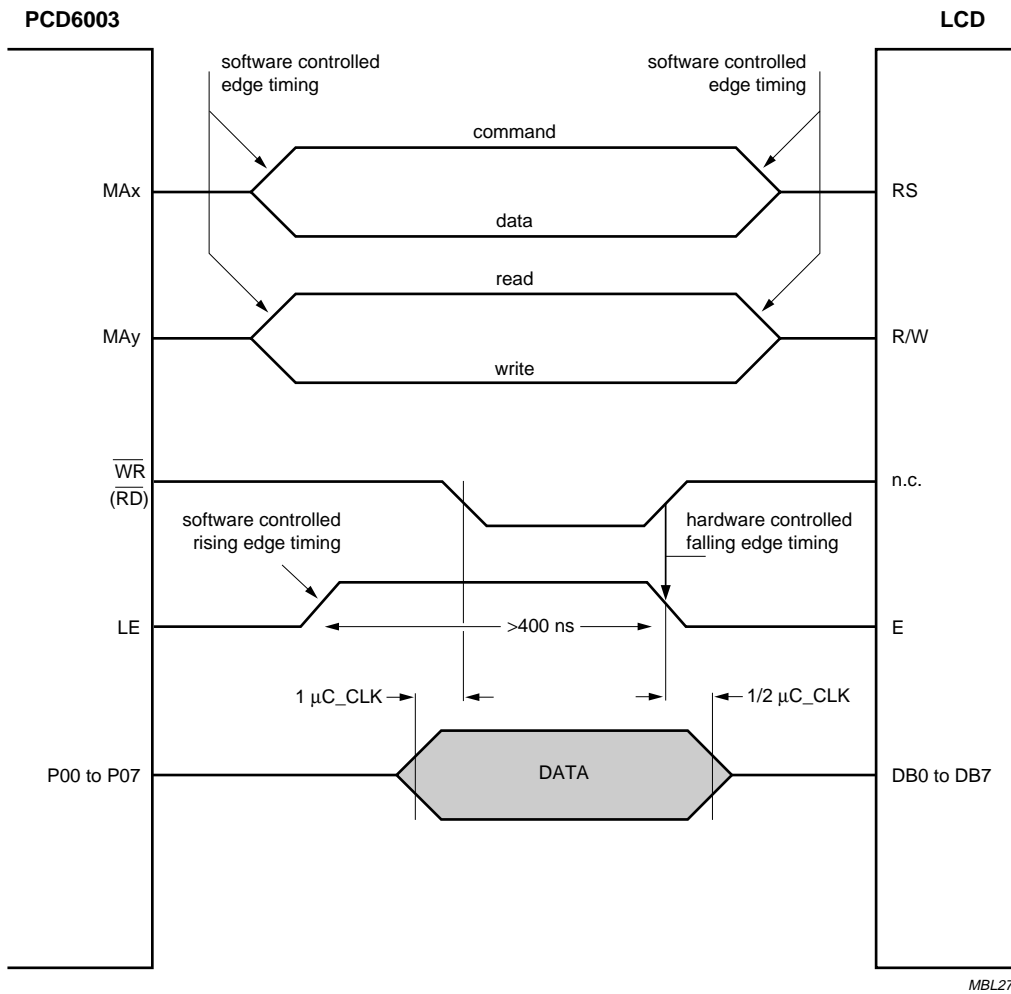 PCD6003
LCD
software controlled
edge timing
software controlled
edge timing
command
MAx
RS
data
read
MAy
R/W
write
WR
(RD)
n.c.
software controlled
rising edge timing
hardware controlled
falling edge timing
LE
>400 ns
E
1 μC_CLK
1/2 μC_CLK
P00 to P07
DATA
DB0 to DB7
MBL27